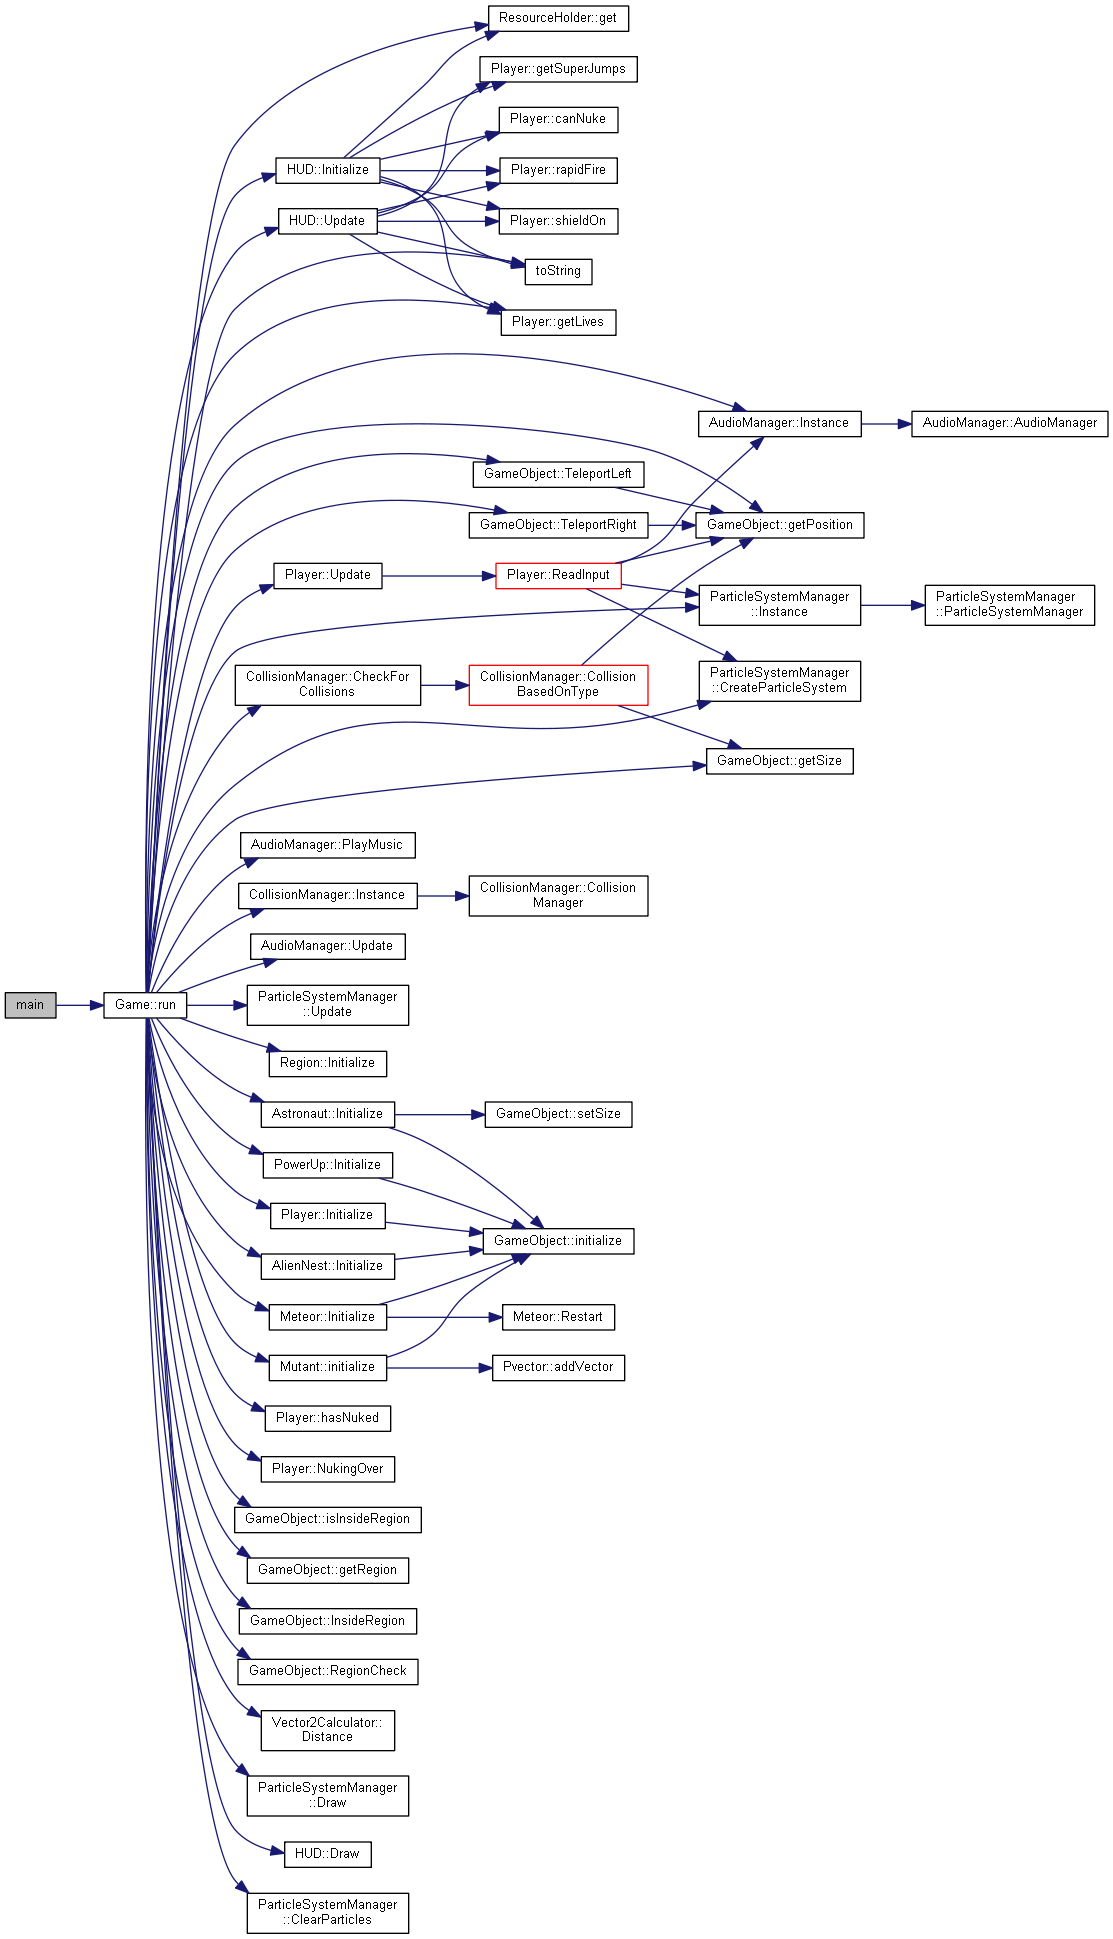 ResourceHolder::get
Player::getSuperJumps
Player::canNuke
HUD::Initialize
Player::rapidFire
HUD::Update
Player::shieldOn
toString
Player::getLives
AudioManager::Instance
AudioManager::AudioManager
GameObject::TeleportLeft
GameObject::TeleportRight
GameObject::getPosition
Player::Update
Player::ReadInput
ParticleSystemManager
::Instance
ParticleSystemManager
::ParticleSystemManager
CollisionManager::CheckFor
Collisions
CollisionManager::Collision
BasedOnType
ParticleSystemManager
::CreateParticleSystem
GameObject::getSize
AudioManager::PlayMusic
CollisionManager::Instance
CollisionManager::Collision
Manager
AudioManager::Update
main
Game::run
ParticleSystemManager
::Update
Region::Initialize
Astronaut::Initialize
GameObject::setSize
PowerUp::Initialize
Player::Initialize
GameObject::initialize
AlienNest::Initialize
Meteor::Initialize
Meteor::Restart
Mutant::initialize
Pvector::addVector
Player::hasNuked
Player::NukingOver
GameObject::isInsideRegion
GameObject::getRegion
GameObject::InsideRegion
GameObject::RegionCheck
Vector2Calculator::
Distance
ParticleSystemManager
::Draw
HUD::Draw
ParticleSystemManager
::ClearParticles